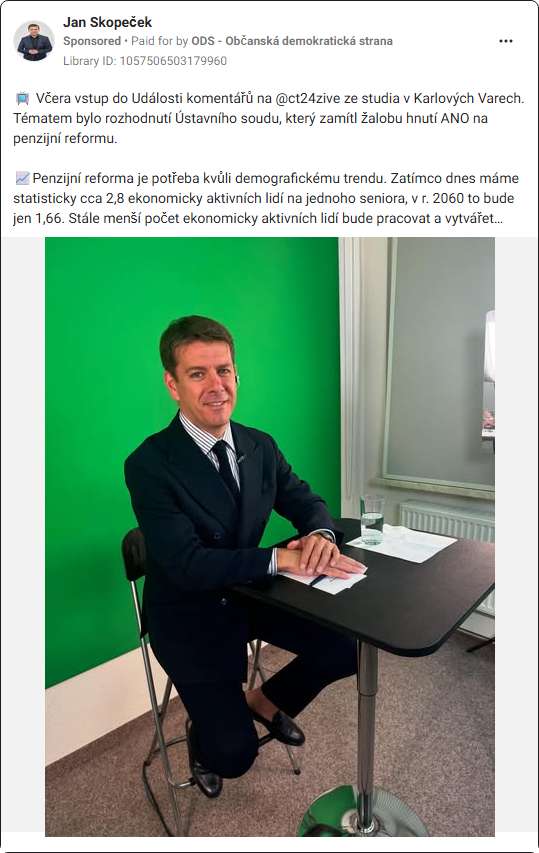 Jan Skopeček
Sponsored • Paid for by ODS - Občanská demokratická strana
Library ID: 1057506503179960
📺 Včera vstup do Události komentářů na @ct24zive ze studia v Karlových Varech.
Tématem bylo rozhodnutí Ústavního soudu, který zamítl žalobu hnutí ANO na
penzijní reformu.
📈 Penzijní reforma je potřeba kvůli demografickému trendu. Zatímco dnes máme
statisticky cca 2,8 ekonomicky aktivních lidí na jednoho seniora, v r. 2060 to bude
jen 1,66. Stále menší počet ekonomicky aktivních lidí bude pracovat a vytvářet…